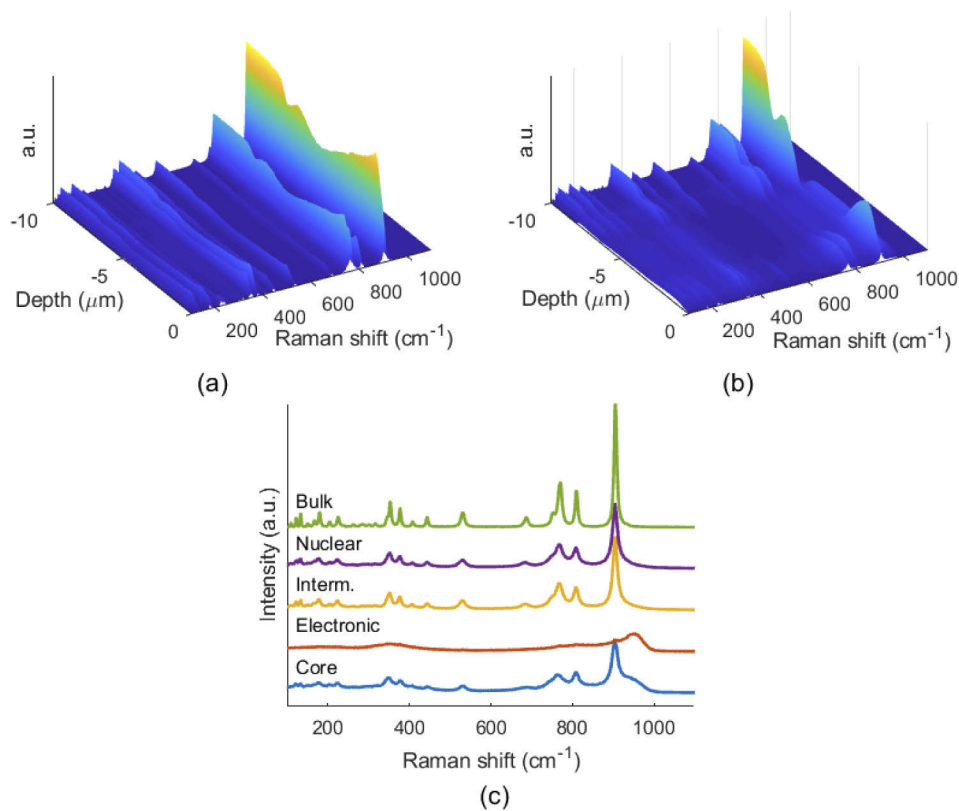 a.u.
-10
-5
0
Depth (μm)
200
400
600
800
1000
Raman shift (cm⁻¹)
(a)
a.u.
-10
-5
0
Depth (μm)
200
400
600
800
1000
Raman shift (cm⁻¹)
(b)
Intensity (a.u.)
Bulk
Nuclear
Interm.
Electronic
Core
200 400 600 800 1000
Raman shift (cm⁻¹)
(c)